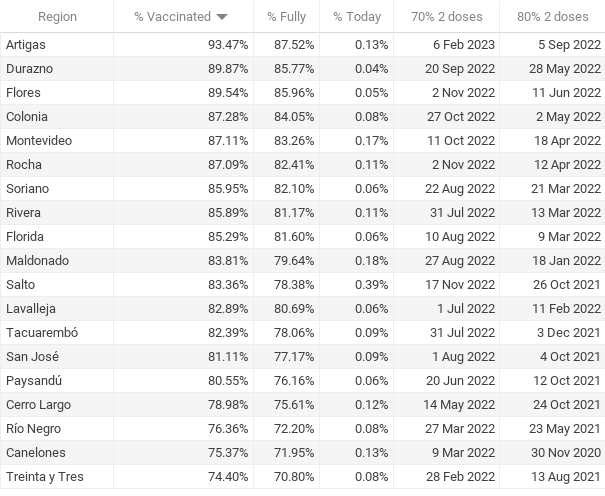 Region % Vaccinated % Fully % Today 70% 2 doses 80% 2 doses
Artigas 93.47% 87.52% 0.13% 6 Feb 2023 5 Sep 2022
Durazno 89.87% 85.77% 0.04% 20 Sep 2022 28 May 2022
Flores 89.54% 85.96% 0.05% 2 Nov 2022 11 Jun 2022
Colonia 87.28% 84.05% 0.08% 27 Oct 2022 2 May 2022
Montevideo 87.11% 83.26% 0.17% 11 Oct 2022 18 Apr 2022
Rocha 87.09% 82.41% 0.11% 2 Nov 2022 12 Apr 2022
Soriano 85.95% 82.10% 0.06% 22 Aug 2022 21 Mar 2022
Rivera 85.89% 81.17% 0.11% 31 Jul 2022 13 Mar 2022
Florida 85.29% 81.60% 0.06% 10 Aug 2022 9 Mar 2022
Maldonado 83.81% 79.64% 0.18% 27 Aug 2022 18 Jan 2022
Salto 83.36% 78.38% 0.39% 17 Nov 2022 26 Oct 2021
Lavalleja 82.89% 80.69% 0.06% 1 Jul 2022 11 Feb 2022
Tacuarembó 82.39% 78.06% 0.09% 31 Jul 2022 3 Dec 2021
San José 81.11% 77.17% 0.09% 1 Aug 2022 4 Oct 2021
Paysandú 80.55% 76.16% 0.06% 20 Jun 2022 12 Oct 2021
Cerro Largo 78.98% 75.61% 0.12% 14 May 2022 24 Oct 2021
Río Negro 76.36% 72.20% 0.08% 27 Mar 2022 23 May 2021
Canelones 75.37% 71.95% 0.13% 9 Mar 2022 30 Nov 2020
Treinta y Tres 74.40% 70.80% 0.08% 28 Feb 2022 13 Aug 2021